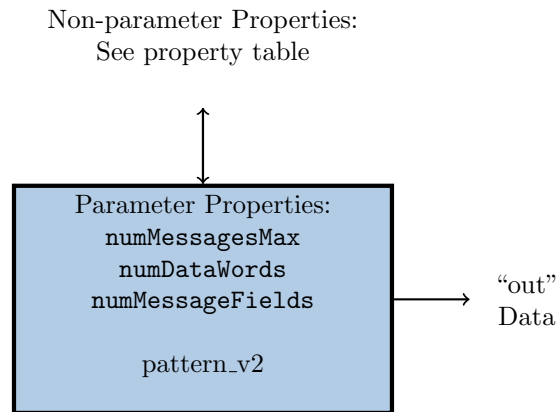 Non-parameter Properties:
See property table
Parameter Properties:
numMessagesMax
numDataWords
numMessageFields
pattern_v2
“out”
Data